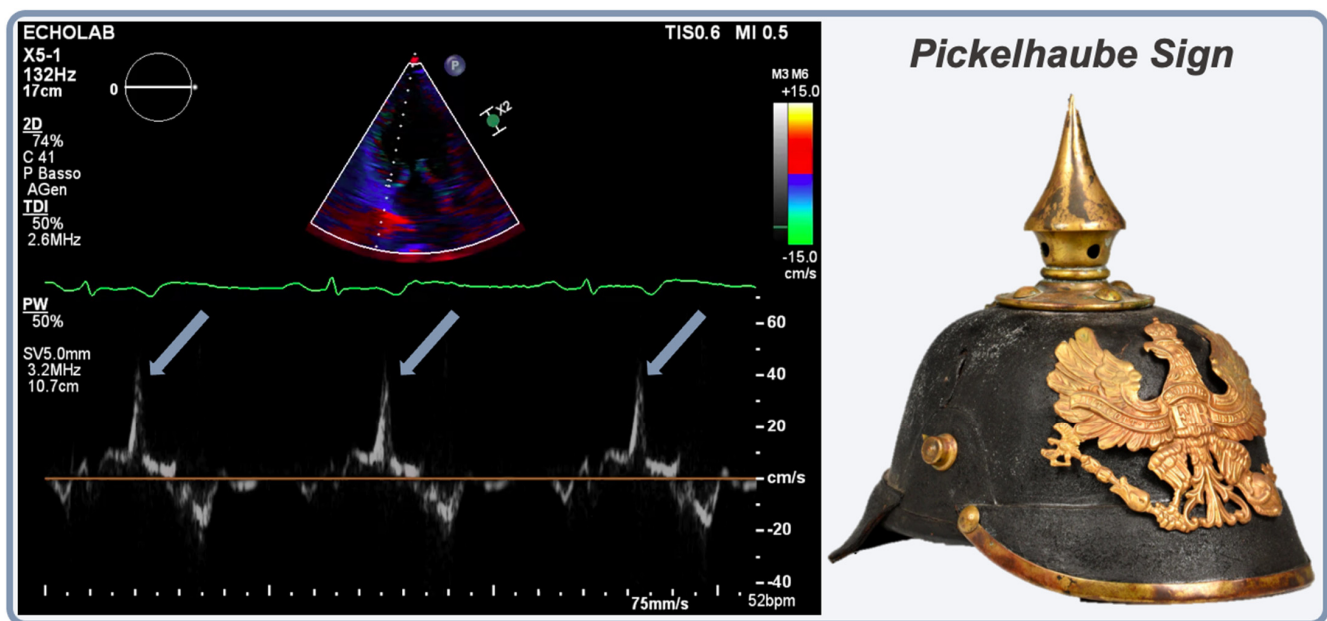 ECHOLAB
TIS0.6 MI 0.5
X5-1
132Hz
17cm
0
P
X2
M3 M6
+15.0
-15.0
cm/s
2D
74%
C 41
P Basso
AGen
TDI
50%
2.6MHz
PW
50%
SV5.0mm
3.2MHz
10.7cm
60
40
20
cm/s
-20
-40
75mm/s
52bpm
Pickelhaube Sign